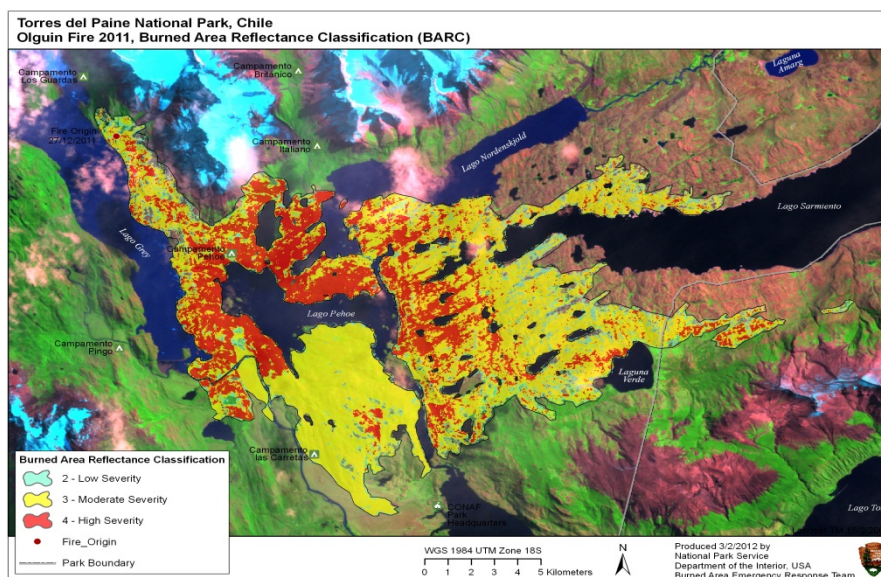 Torres del Paine National Park, Chile
Olguin Fire 2011, Burned Area Reflectance Classification (BARC)
Campamento
Los Guardas
Campamento
Británico
Laguna
Amarg
Fire Origin
27/12/2011
Campamento
Italiano
Lago Nordenskjold
Lago Sarmiento
Lago Grey
Campamento
Pehoe
Lago Pehoe
Campamento
Pingo
Laguna
Verde
Campamento
las Carretas
CONAF
Park
Headquarters
Lago To
Burned Area Reflectance Classification
2 - Low Severity
3 - Moderate Severity
4 - High Severity
Fire_Origin
Park Boundary
WGS 1984 UTM Zone 18S
0 1 2 3 4 5 Kilometers
N
Produced 3/2/2012 by
National Park Service
Department of the Interior, USA
Burned Area Emergency Response Team